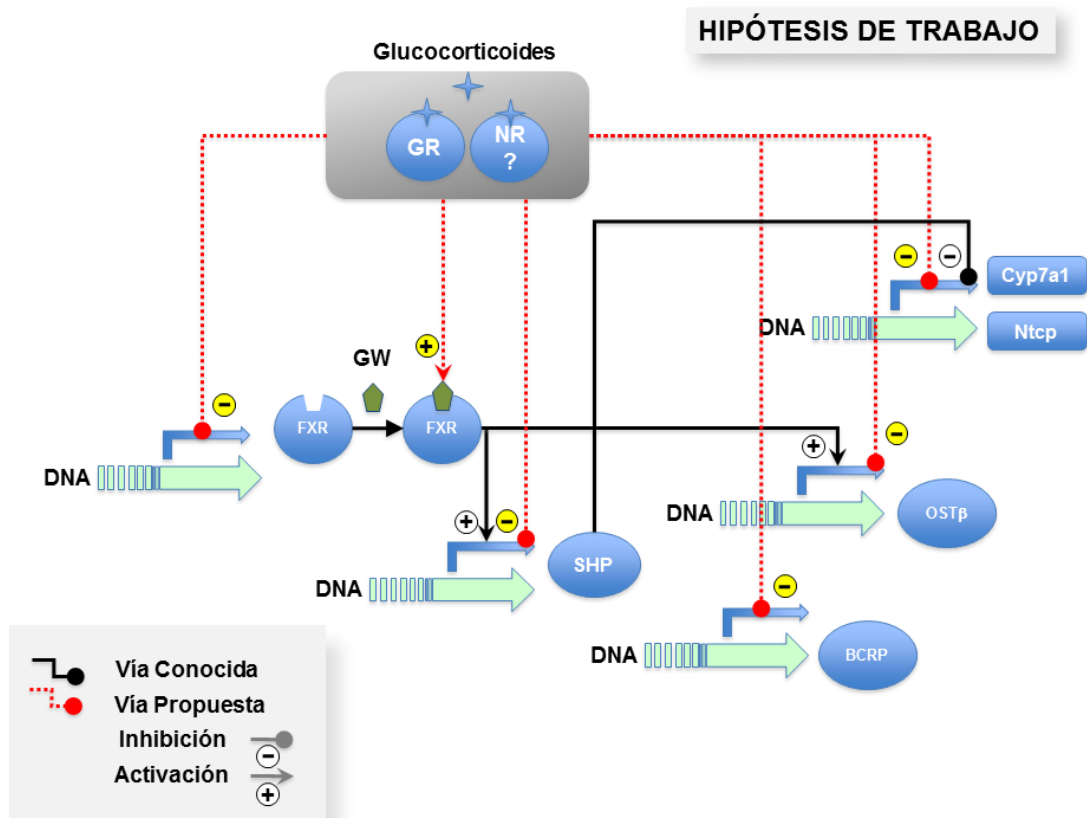 HIPÓTESIS DE TRABAJO
Glucocorticoides
GR
NR
?
−
−
Cyp7a1
DNA
Ntcp
+
GW
−
FXR
FXR
+
−
DNA
DNA
OSTβ
+
−
SHP
DNA
−
DNA
BCRP
Vía Conocida
Vía Propuesta
Inhibición
−
Activación
+